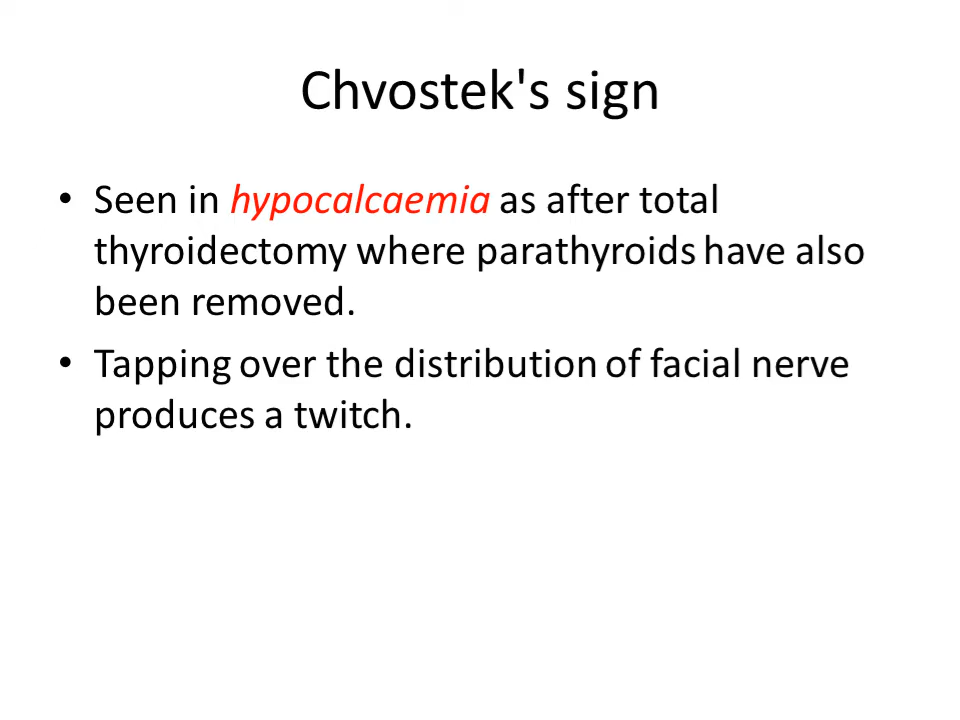 Chvostek's sign
• Seen in hypocalcaemia as after total
thyroidectomy where parathyroids have also
been removed.
• Tapping over the distribution of facial nerve
produces a twitch.